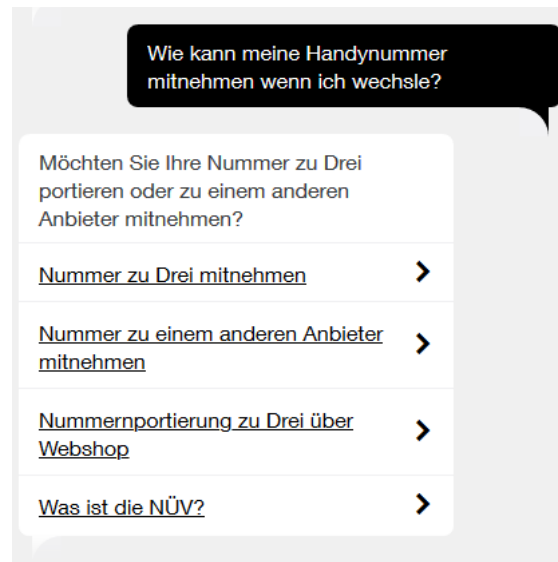 Wie kann meine Handynummer
mitnehmen wenn ich wechsle?
Möchten Sie Ihre Nummer zu Drei
portieren oder zu einem anderen
Anbieter mitnehmen?
Nummer zu Drei mitnehmen
Nummer zu einem anderen Anbieter
mitnehmen
Nummernportierung zu Drei über
Webshop
Was ist die NÜV?